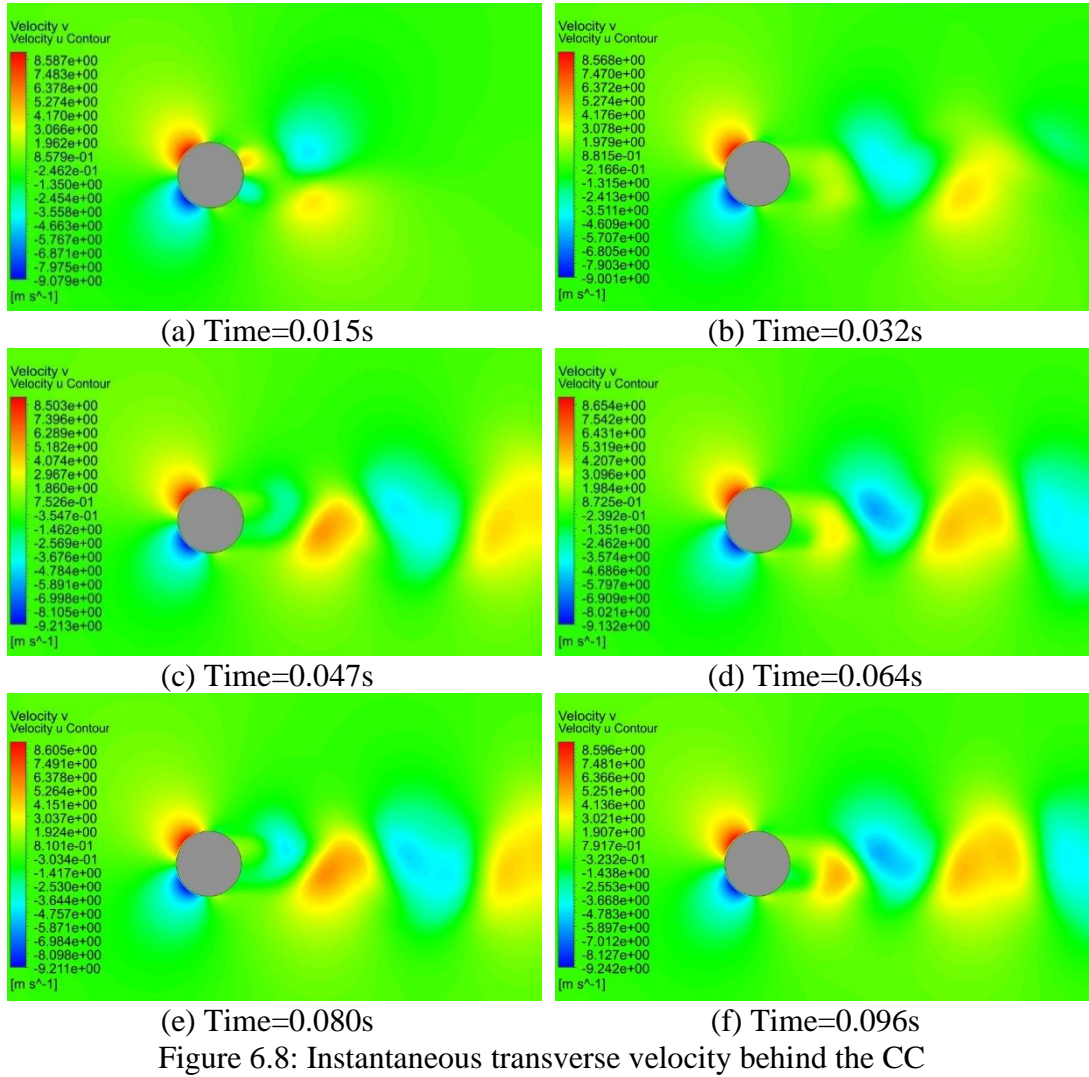 Velocity v
Velocity u Contour
8.587e+00
7.483e+00
6.378e+00
5.274e+00
4.170e+00
3.066e+00
1.962e+00
8.579e-01
-2.462e-01
-1.350e+00
-2.454e+00
-3.558e+00
-4.663e+00
-5.767e+00
-6.871e+00
-7.975e+00
-9.079e+00
[m s^-1]
(a) Time=0.015s
Velocity v
Velocity u Contour
8.568e+00
7.470e+00
6.372e+00
5.274e+00
4.176e+00
3.078e+00
1.979e+00
8.815e-01
-2.166e-01
-1.315e+00
-2.413e+00
-3.511e+00
-4.609e+00
-5.707e+00
-6.805e+00
-7.903e+00
-9.001e+00
[m s^-1]
(b) Time=0.032s
Velocity v
Velocity u Contour
8.503e+00
7.396e+00
6.289e+00
5.182e+00
4.074e+00
2.967e+00
1.860e+00
7.526e-01
-3.547e-01
-1.462e+00
-2.569e+00
-3.676e+00
-4.784e+00
-5.891e+00
-6.998e+00
-8.105e+00
-9.213e+00
[m s^-1]
(c) Time=0.047s
Velocity v
Velocity u Contour
8.654e+00
7.542e+00
6.431e+00
5.319e+00
4.207e+00
3.096e+00
1.984e+00
8.725e-01
-2.392e-01
-1.351e+00
-2.462e+00
-3.574e+00
-4.686e+00
-5.797e+00
-6.909e+00
-8.021e+00
-9.132e+00
[m s^-1]
(d) Time=0.064s
Velocity v
Velocity u Contour
8.605e+00
7.491e+00
6.378e+00
5.264e+00
4.151e+00
3.037e+00
1.924e+00
8.101e-01
-3.034e-01
-1.417e+00
-2.530e+00
-3.644e+00
-4.757e+00
-5.871e+00
-6.984e+00
-8.098e+00
-9.211e+00
[m s^-1]
(e) Time=0.080s
Velocity v
Velocity u Contour
8.596e+00
7.481e+00
6.366e+00
5.251e+00
4.136e+00
3.021e+00
1.907e+00
7.917e-01
-3.232e-01
-1.438e+00
-2.553e+00
-3.668e+00
-4.783e+00
-5.897e+00
-7.012e+00
-8.127e+00
-9.242e+00
[m s^-1]
(f) Time=0.096s
Figure 6.8: Instantaneous transverse velocity behind the CC